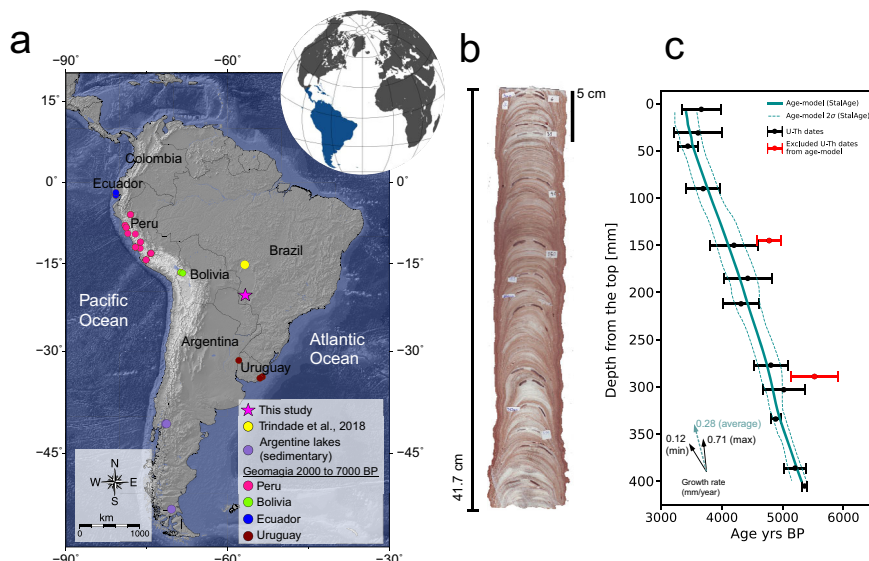 a
−90°
−60°
−30°
15°
0°
−15°
−30°
−45°
−90°
−60°
−30°
Colombia
Ecuador
Peru
Brazil
Bolivia
Pacific
Ocean
Argentina
Atlantic
Ocean
Uruguay
This study
Trindade et al., 2018
Argentine lakes
(sedimentary)
Geomagia 2000 to 7000 BP
Peru
Bolivia
Ecuador
Uruguay
N
W E
S
km
0 1000
b
5 cm
41.7 cm
c
Age-model (StalAge)
Age-model 2σ (StalAge)
U-Th dates
Excluded U-Th dates
from age-model
Depth from the top [mm]
0
50
100
150
200
250
300
350
400
0.28 (average)
0.12
(min)
0.71 (max)
Growth rate
(mm/year)
3000 4000 5000 6000
Age yrs BP